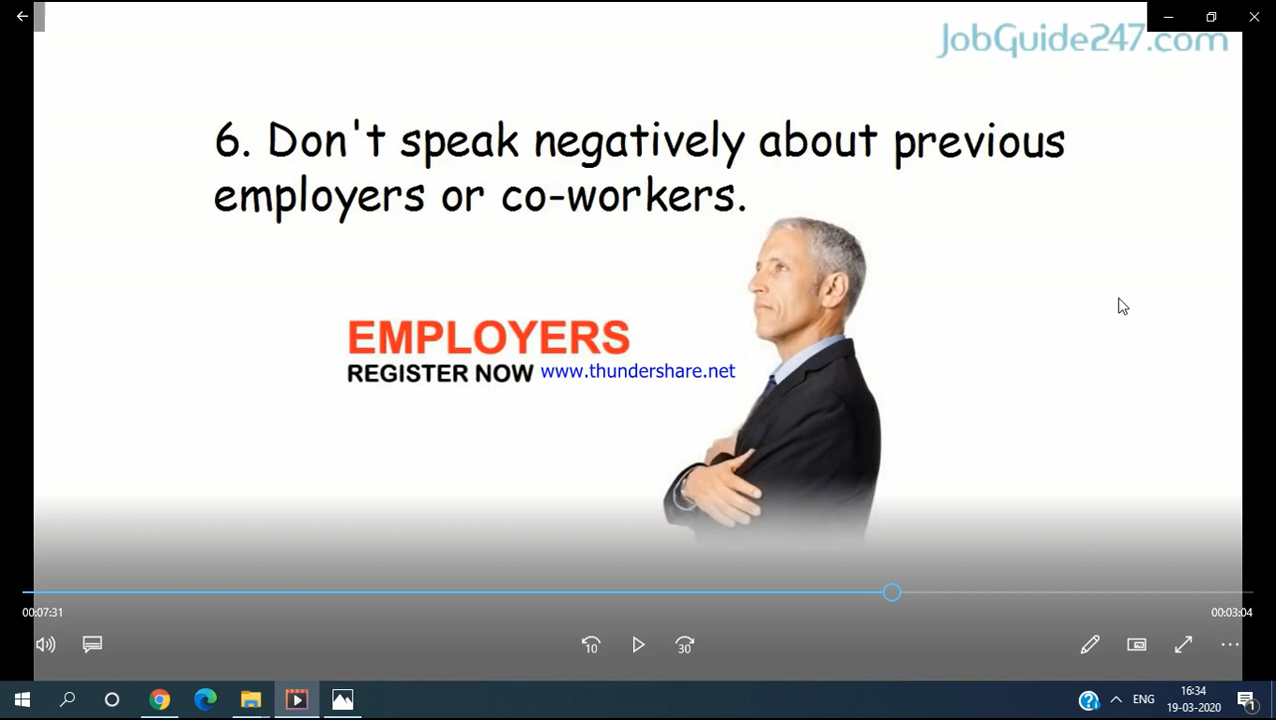 JobGuide247.com
6. Don't speak negatively about previous
employers or co-workers.
EMPLOYERS
REGISTER NOW www.thundershare.net
00:07:31
00:03:04
10
30
ENG
16:34
19-03-2020
1